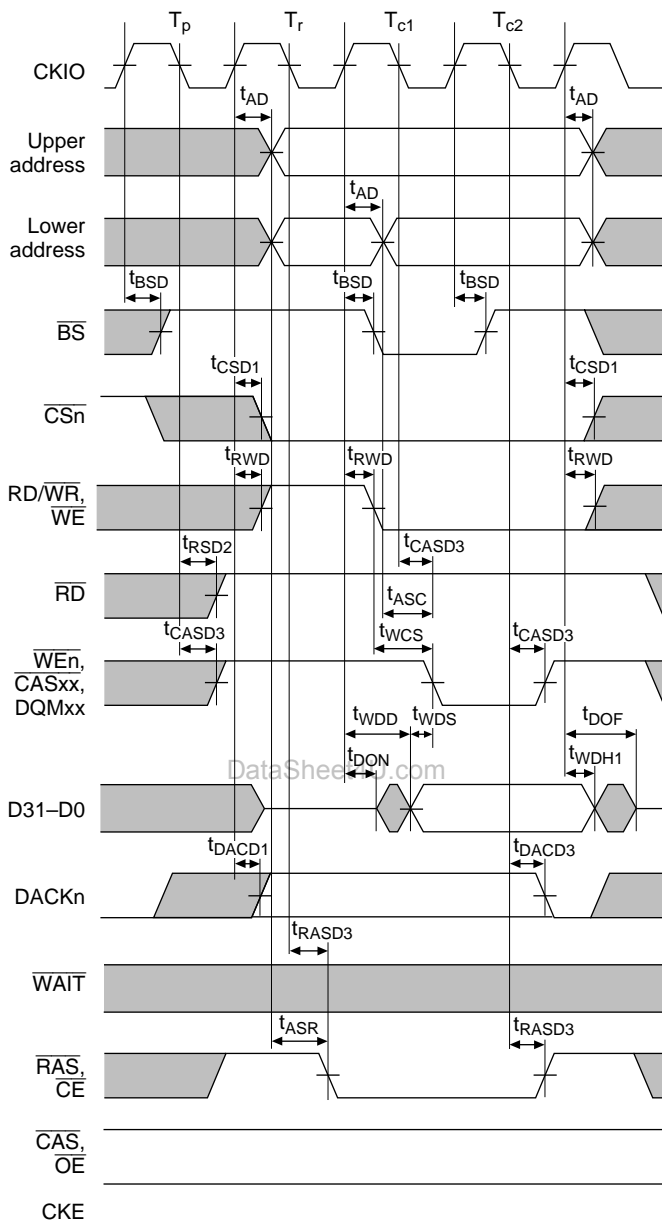 Tp Tr Tc1 Tc2
CKIO
tAD tAD
Upper
address
tAD
Lower
address
tBSD tBSD tBSD
BS
tCSD1 tCSD1
CSn
tRWD tRWD tRWD
RD/WR,
WE
tRSD2 tCASD3
RD
tASC
tCASD3 tWCS tCASD3
WEn,
CASxx,
DQMxx
tWDD tWDS tDOF
tDON tWDH1
DataSheet4U.com
D31–D0
tDACD1 tDACD3
DACKn
tRASD3
WAIT
tASR tRASD3
RAS,
CE
CAS,
OE
CKE